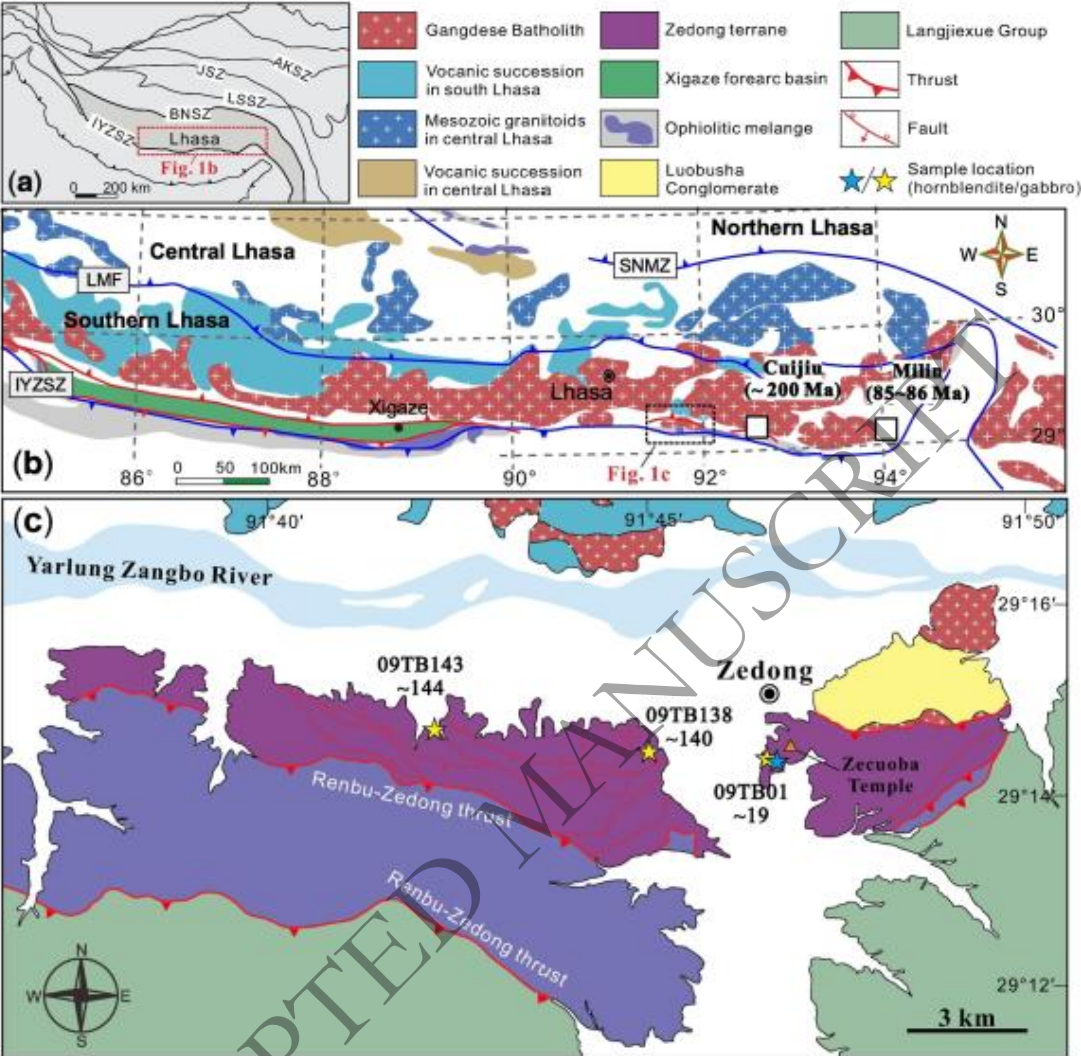 (a)
AKSZ
JSZ
LSSZ
BNSZ
IYZSZ
Lhasa
Fig. 1b
0 200 km
Gangdese Batholith
Vocanic succession
in south Lhasa
Mesozoic granitoids
in central Lhasa
Vocanic succession
in central Lhasa
Zedong terrane
Xigaze forearc basin
Ophiolitic melange
Luobusha
Conglomerate
Langjiexue Group
Thrust
Fault
Sample location
(hornblendite/gabbro)
Central Lhasa
Northern Lhasa
N
W E
S
LMF
SNMZ
Southern Lhasa
30°
IYZSZ
Cuijiu
(~ 200 Ma)
Milin
(85~86 Ma)
Lhasa
Xigaze
29°
(b)
86° 88° 90° 92° 94°
0 50 100km
Fig. 1c
(c)
91°40′ 91°45′ 91°50′
Yarlung Zangbo River
29°16′
09TB143
~144
Zedong
09TB138
~140
Zecuoba
Temple
09TB01
~19
29°14′
Renbu-Zedong thrust
Ranbu-Zedong thrust
N
W E
S
29°12′
3 km
PTED MANUSCRIPT